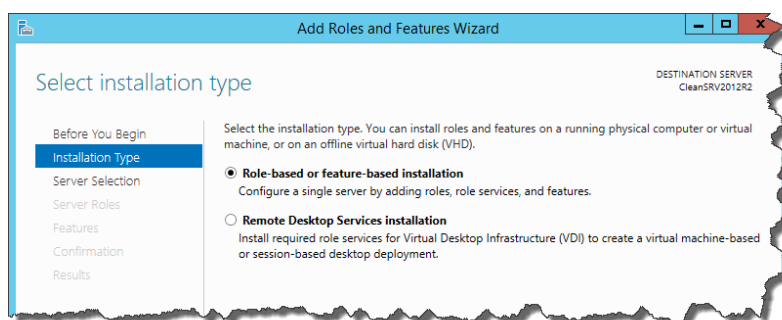 Add Roles and Features Wizard
Select installation type
DESTINATION SERVER
CleanSRV2012R2
Before You Begin
Installation Type
Server Selection
Server Roles
Features
Confirmation
Results
Select the installation type. You can install roles and features on a running physical computer or virtual
machine, or on an offline virtual hard disk (VHD).
Role-based or feature-based installation
Configure a single server by adding roles, role services, and features.
Remote Desktop Services installation
Install required role services for Virtual Desktop Infrastructure (VDI) to create a virtual machine-based
or session-based desktop deployment.